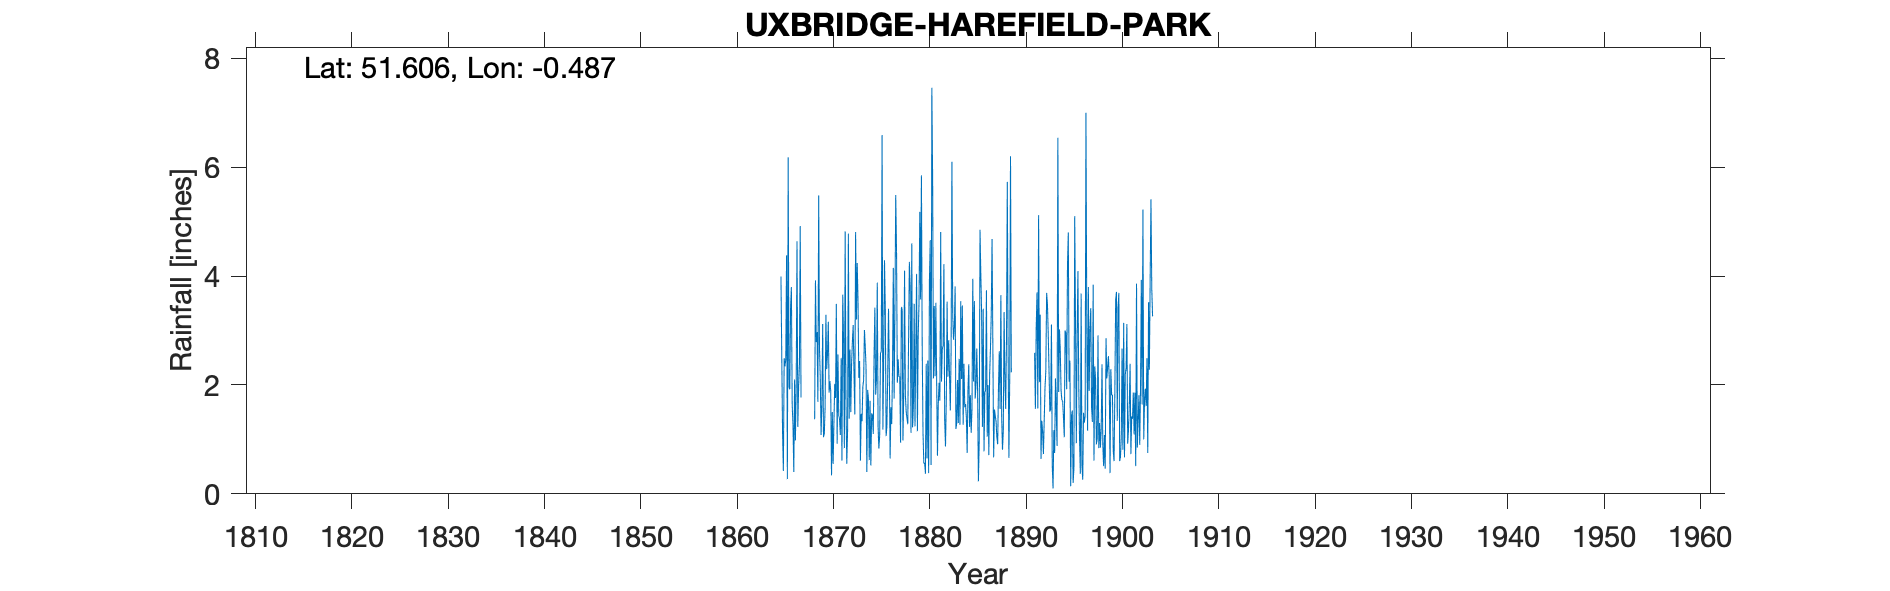 UXBRIDGE-HAREFIELD-PARK
Lat: 51.606, Lon: -0.487
8
6
4
2
0
Rainfall [inches]
1810 1820 1830 1840 1850 1860 1870 1880 1890 1900 1910 1920 1930 1940 1950 1960
Year